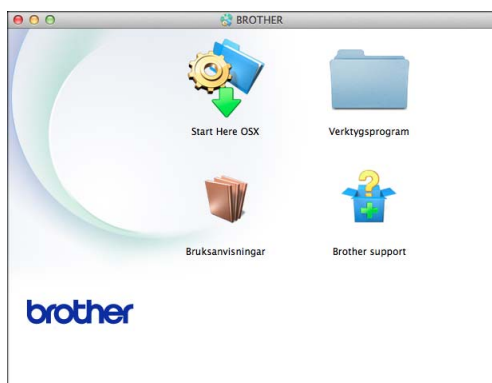 BROTHER
Start Here OSX
Verktygsprogram
Bruksanvisningar
Brother support
brother